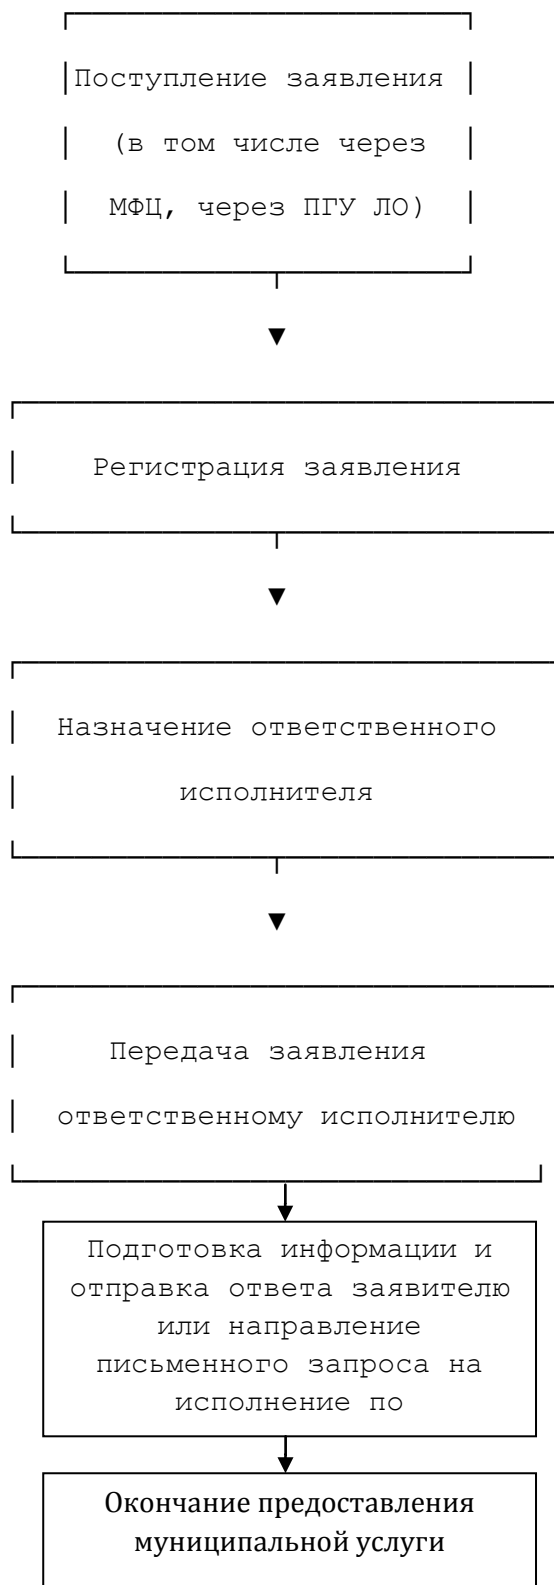 Поступление заявления
(в том числе через
МФЦ, через ПГУ ЛО)
Регистрация заявления
Назначение ответственного
исполнителя
Передача заявления
ответственному исполнителю
Подготовка информации и
отправка ответа заявителю
или направление
письменного запроса на
исполнение по
Окончание предоставления
муниципальной услуги